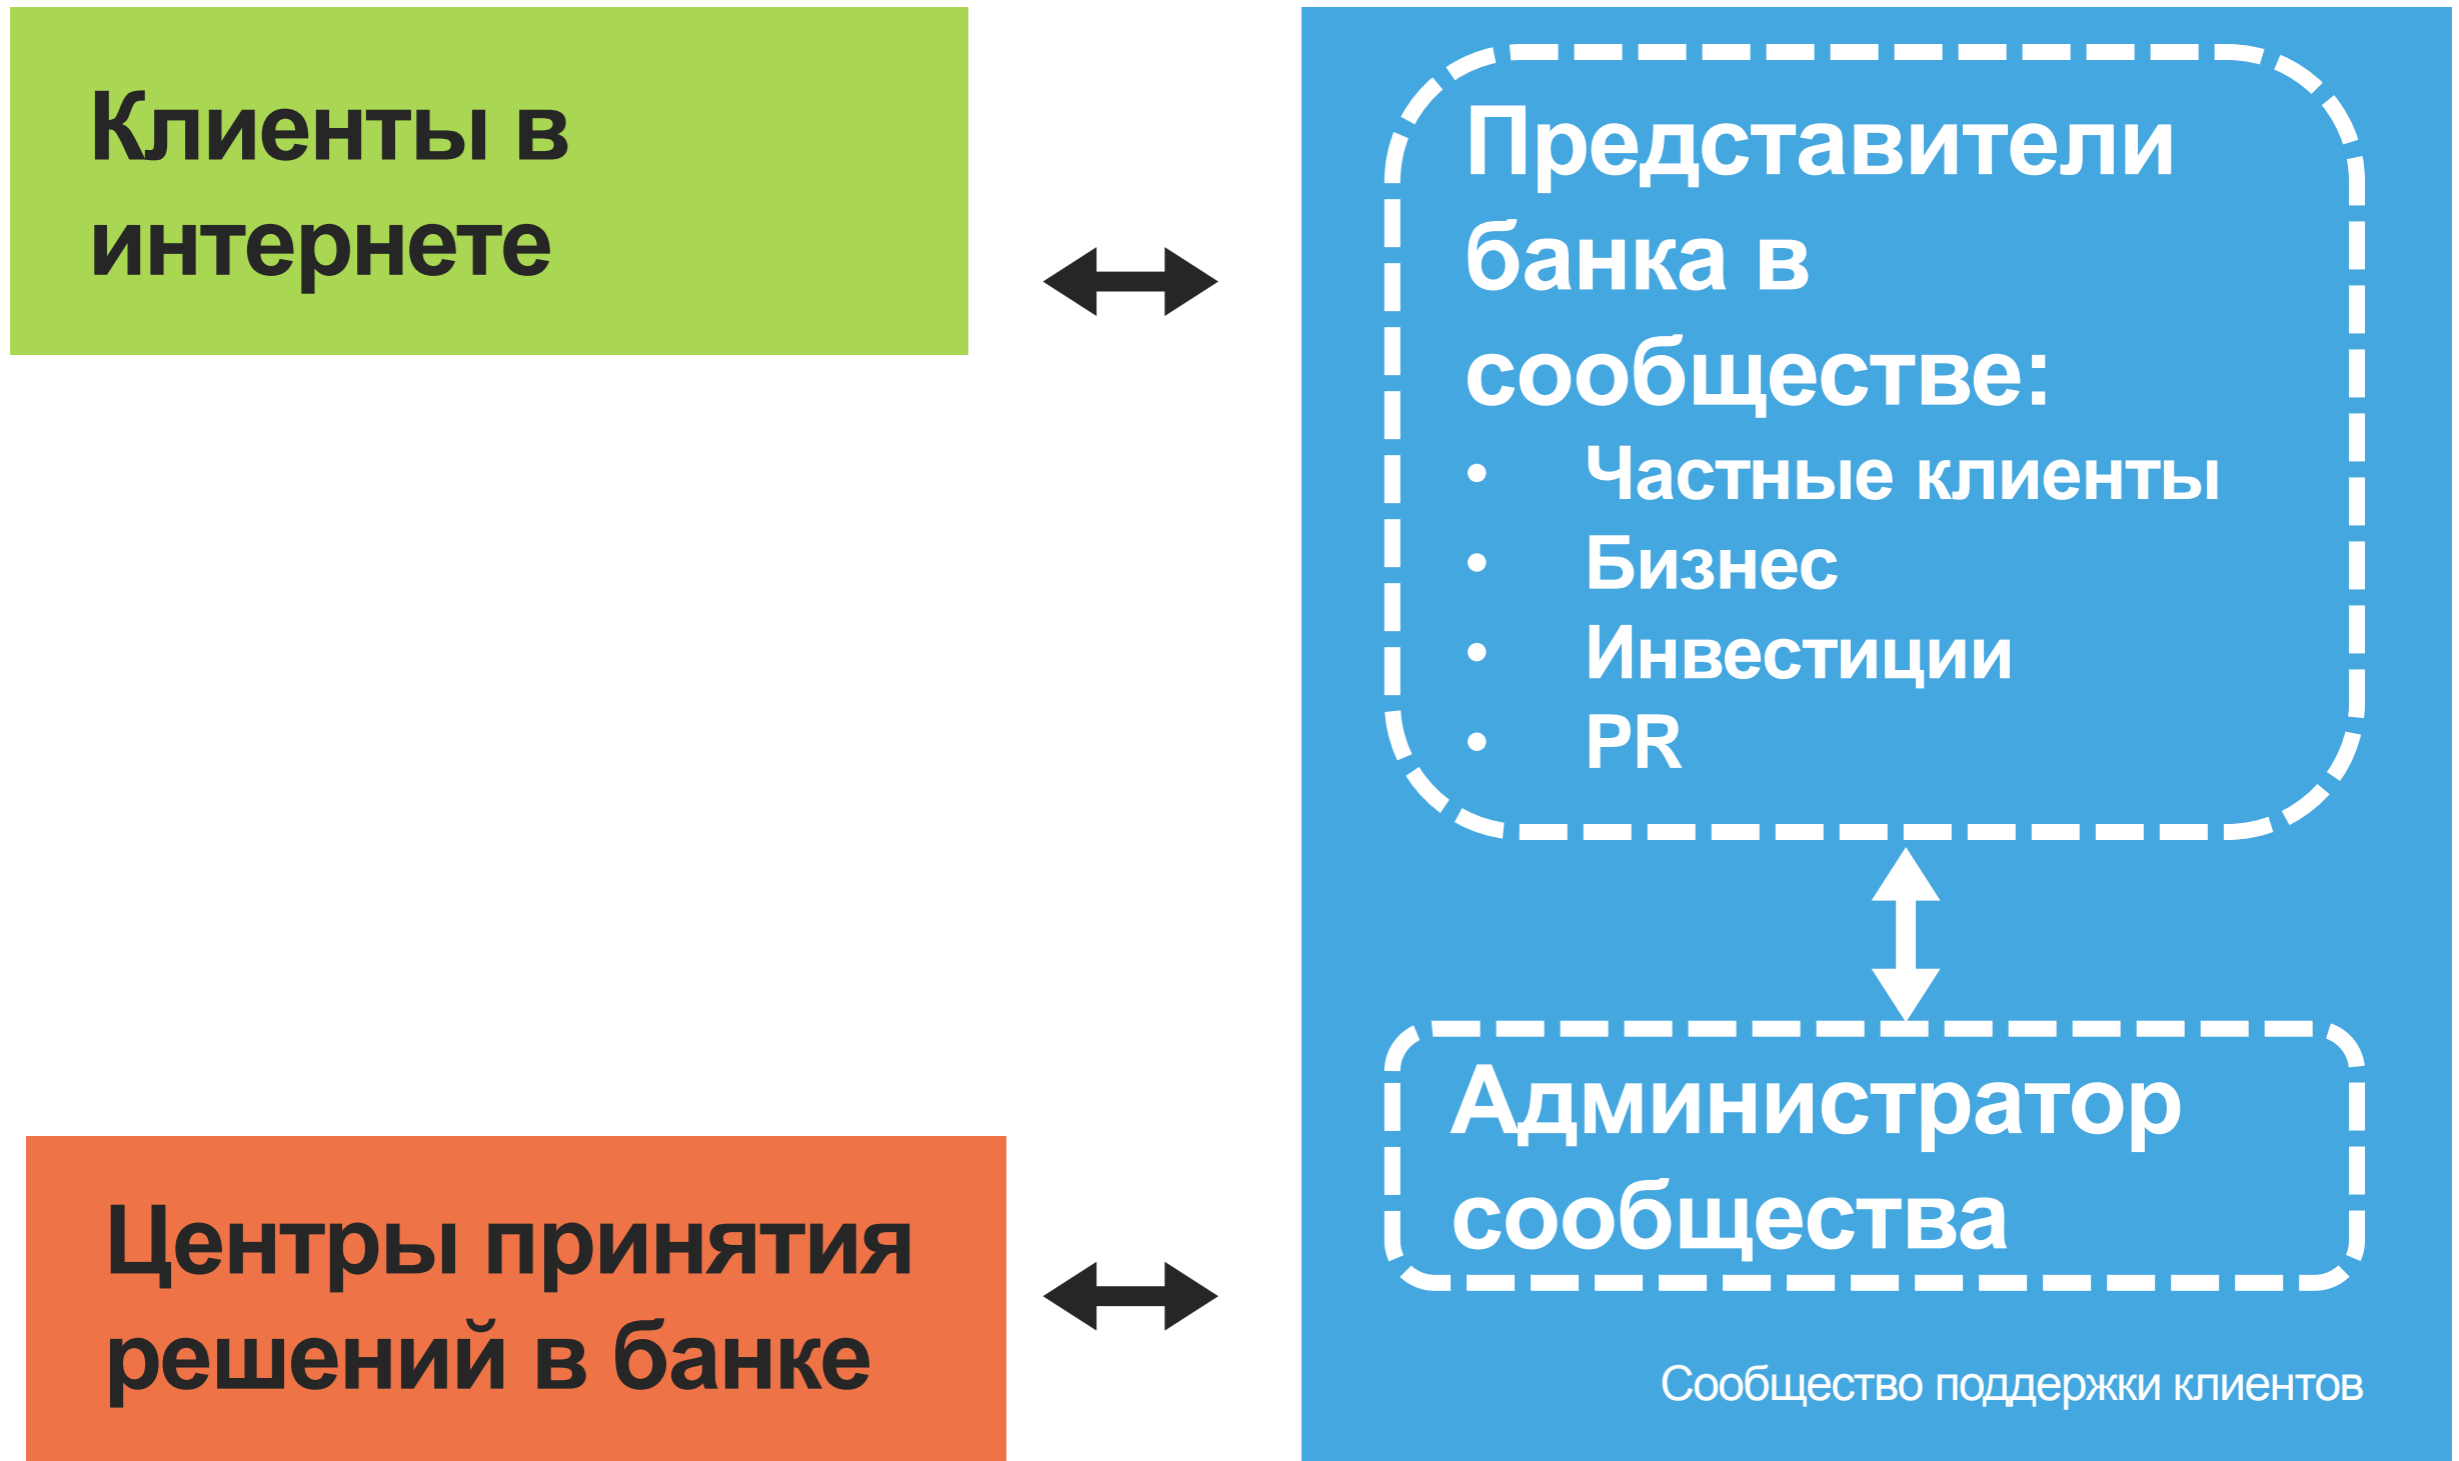 Клиенты в
интернете
Представители
банка в
сообществе:
• Частные клиенты
• Бизнес
• Инвестиции
• PR
Администратор
сообщества
Центры принятия
решений в банке
Сообщество поддержки клиентов